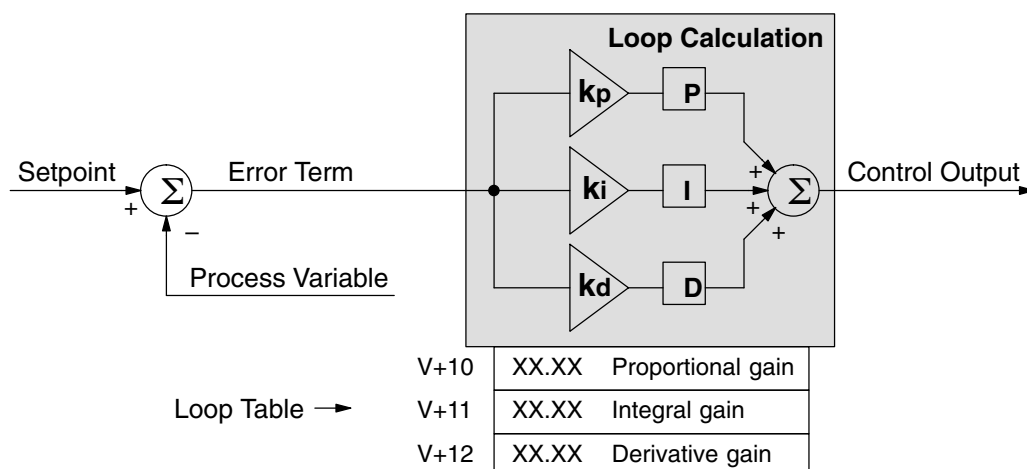 Loop Calculation
kp P
Setpoint Error Term Control Output
Σ ki I Σ
+ + + +
−
Process Variable
kd D
V+10 XX.XX Proportional gain
Loop Table V+11 XX.XX Integral gain
V+12 XX.XX Derivative gain